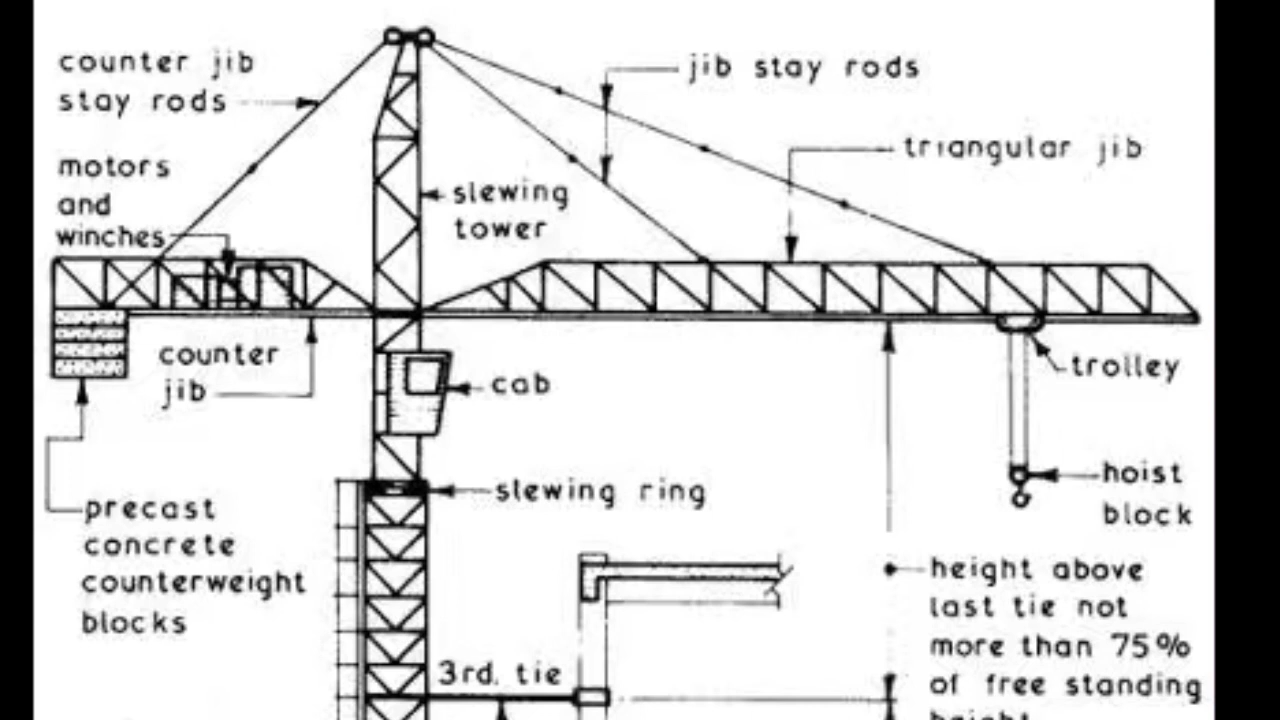 counter jib
stay rods
jib stay rods
triangular jib
motors
and
winches
slewing
tower
counter
jib
cab
trolley
hoist
block
slewing ring
precast
concrete
counterweight
blocks
height above
last tie not
more than 75%
of free standing
height
3rd. tie